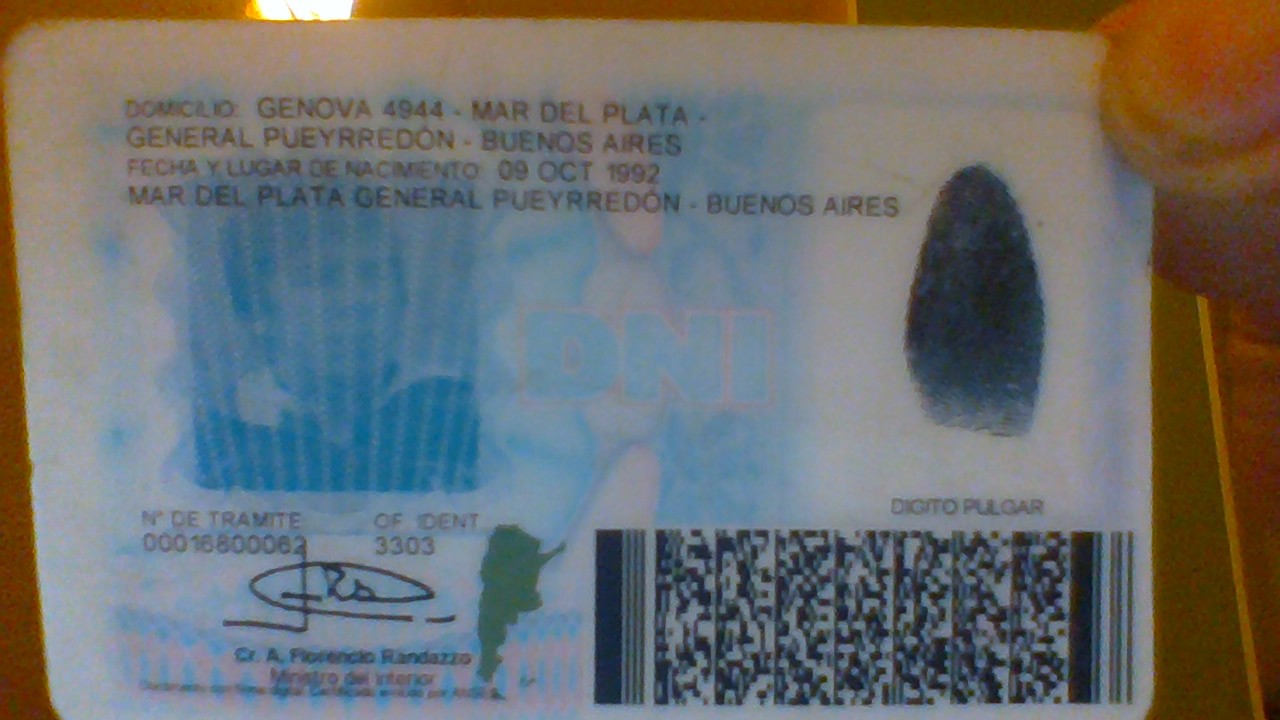 DOMICILIO: GENOVA 4944 - MAR DEL PLATA -
GENERAL PUEYRREDÓN - BUENOS AIRES
FECHA Y LUGAR DE NACIMIENTO: 09 OCT 1992
MAR DEL PLATA GENERAL PUEYRREDÓN - BUENOS AIRES
DNI
DIGITO PULGAR
N° DE TRAMITE OF. IDENT
00016800062 3303
Cr. A. Florencio Randazzo
Ministro del Interior